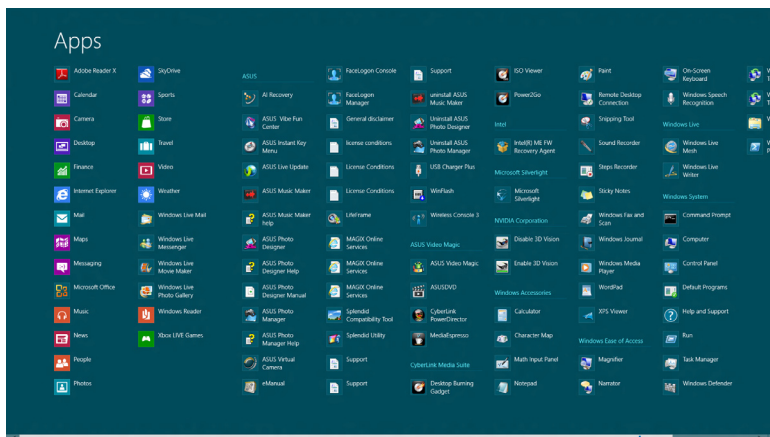 Apps
Adobe Reader X
Calendar
Camera
Desktop
Finance
Internet Explorer
Mail
Maps
Messaging
Microsoft Office
Music
News
People
Photos
SkyDrive
Sports
Store
Travel
Video
Weather
Windows Live Mail
Windows Live
Messenger
Windows Live
Movie Maker
Windows Live
Photo Gallery
Windows Reader
Xbox LIVE Games
ASUS
AI Recovery
ASUS Vibe Fun
Center
ASUS Instant Key
Menu
ASUS Live Update
ASUS Music Maker
ASUS Music Maker
help
ASUS Photo
Designer
ASUS Photo
Designer Help
ASUS Photo
Designer Manual
ASUS Photo
Manager
ASUS Photo
Manager Help
ASUS Virtual
Camera
eManual
FaceLogon Console
FaceLogon
Manager
General disclaimer
license conditions
License Conditions
License Conditions
LifeFrame
MAGIX Online
Services
MAGIX Online
Services
MAGIX Online
Services
Splendid
Compatibility Tool
Splendid Utility
Support
Support
Support
uninstall ASUS
Music Maker
Uninstall ASUS
Photo Designer
Uninstall ASUS
Photo Manager
USB Charger Plus
WinFlash
Wireless Console 3
ASUS Video Magic
ASUS Video Magic
ASUSDVD
CyberLink
PowerDirector
MediaEspresso
CyberLink Media Suite
Desktop Burning
Gadget
ISO Viewer
Power2Go
Intel
Intel(R) ME FW
Recovery Agent
Microsoft Silverlight
Microsoft
Silverlight
NVIDIA Corporation
Disable 3D Vision
Enable 3D Vision
Windows Accessories
Calculator
Character Map
Math Input Panel
Notepad
Paint
Remote Desktop
Connection
Snipping Tool
Sound Recorder
Steps Recorder
Sticky Notes
Windows Fax and
Scan
Windows Journal
Windows Media
Player
WordPad
XPS Viewer
Windows Ease of Access
Magnifier
Narrator
On-Screen
Keyboard
Windows Speech
Recognition
Windows Live
Windows Live
Mesh
Windows Live
Writer
Windows System
Command Prompt
Computer
Control Panel
Default Programs
Help and Support
Run
Task Manager
Windows Defender